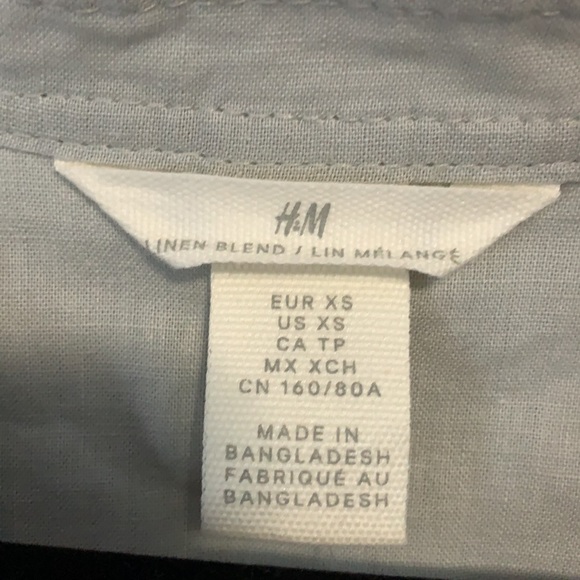 H&M
LINEN BLEND / LIN MÉLANGÉ
EUR XS
US XS
CA TP
MX XCH
CN 160/80A
MADE IN
BANGLADESH
FABRIQUÉ AU
BANGLADESH